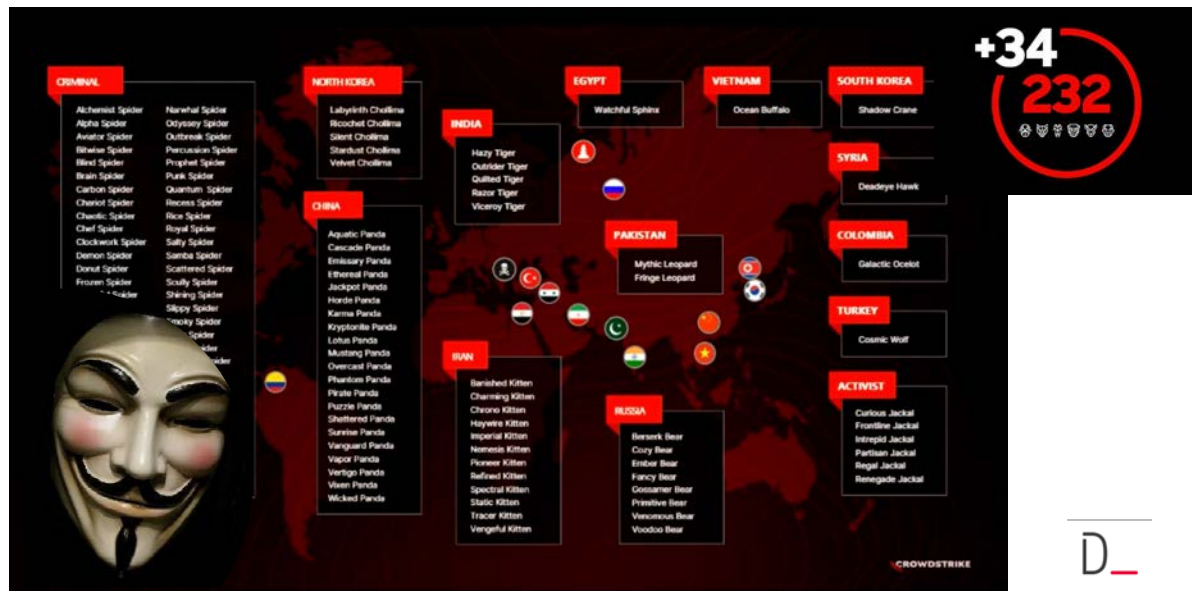 +34
232
CRIMINAL
Alchemist Spider
Alpha Spider
Aviator Spider
Bitwise Spider
Blind Spider
Brain Spider
Carbon Spider
Chariot Spider
Chaotic Spider
Chef Spider
Clockwork Spider
Demon Spider
Donut Spider
Frozen Spider
Spider
Narwhal Spider
Odyssey Spider
Outbreak Spider
Percussion Spider
Prophet Spider
Punk Spider
Quantum Spider
Recess Spider
Rice Spider
Royal Spider
Salty Spider
Samba Spider
Scattered Spider
Scully Spider
Shining Spider
Slippy Spider
Smoky Spider
Spider
NORTH KOREA
Labyrinth Chollima
Ricochet Chollima
Silent Chollima
Stardust Chollima
Velvet Chollima
CHINA
Aquatic Panda
Cascade Panda
Emissary Panda
Ethereal Panda
Jackpot Panda
Horde Panda
Karma Panda
Kryptonite Panda
Lotus Panda
Mustang Panda
Overcast Panda
Phantom Panda
Pirate Panda
Puzzle Panda
Shattered Panda
Sunrise Panda
Vanguard Panda
Vapor Panda
Vertigo Panda
Vixen Panda
Wicked Panda
INDIA
Hazy Tiger
Outrider Tiger
Quilted Tiger
Razor Tiger
Viceroy Tiger
IRAN
Banished Kitten
Charming Kitten
Chrono Kitten
Haywire Kitten
Imperial Kitten
Nemesis Kitten
Pioneer Kitten
Refined Kitten
Spectral Kitten
Static Kitten
Tracer Kitten
Vengeful Kitten
EGYPT
Watchful Sphinx
PAKISTAN
Mythic Leopard
Fringe Leopard
RUSSIA
Berserk Bear
Cozy Bear
Ember Bear
Fancy Bear
Gossamer Bear
Primitive Bear
Venomous Bear
Voodoo Bear
VIETNAM
Ocean Buffalo
SOUTH KOREA
Shadow Crane
SYRIA
Deadeye Hawk
COLOMBIA
Galactic Ocelot
TURKEY
Cosmic Wolf
ACTIVIST
Curious Jackal
Frontline Jackal
Intrepid Jackal
Partisan Jackal
Regal Jackal
Renegade Jackal
CROWDSTRIKE
D_